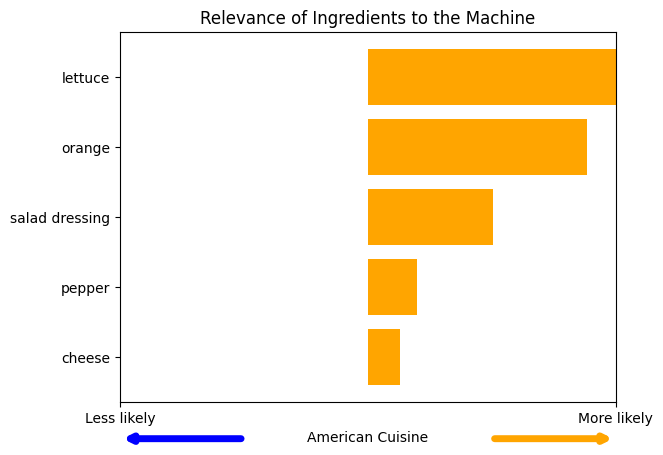 Relevance of Ingredients to the Machine
lettuce
orange
salad dressing
pepper
cheese
Less likely
More likely
American Cuisine